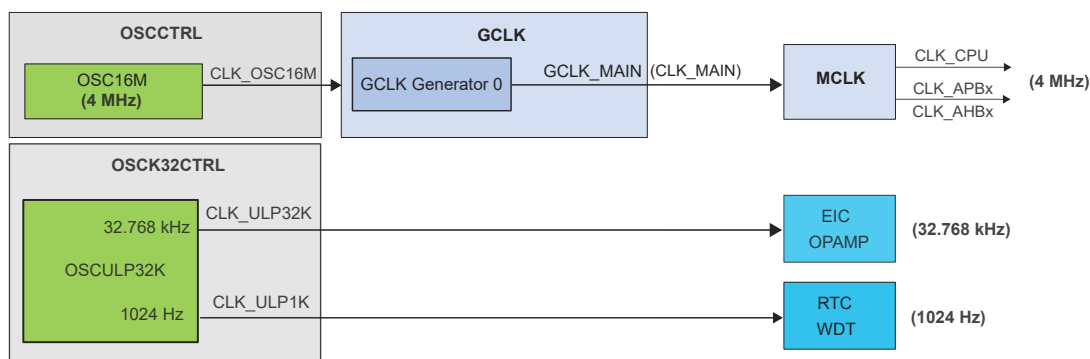 OSCCTRL
OSC16M
(4 MHz)
CLK_OSC16M
GCLK
GCLK Generator 0
GCLK_MAIN (CLK_MAIN)
MCLK
CLK_CPU
CLK_APBx
CLK_AHBx
(4 MHz)
OSCK32CTRL
32.768 kHz
OSCULP32K
1024 Hz
CLK_ULP32K
EIC
OPAMP
(32.768 kHz)
CLK_ULP1K
RTC
WDT
(1024 Hz)